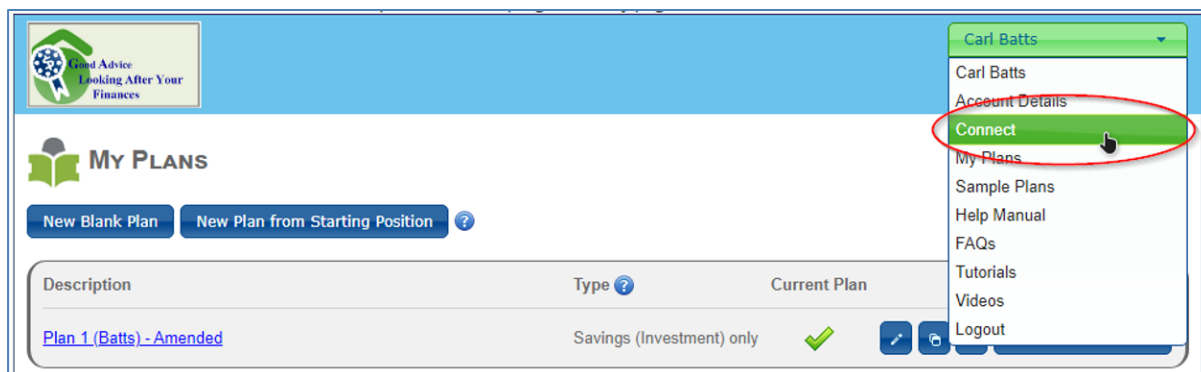 Good Advice
Looking After Your
Finances
Carl Batts
Carl Batts
Account Details
Connect
My Plans
Sample Plans
Help Manual
FAQs
Tutorials
Videos
Logout
MY PLANS
New Blank Plan
New Plan from Starting Position
?
Description
Type ?
Current Plan
Plan 1 (Batts) - Amended
Savings (Investment) only